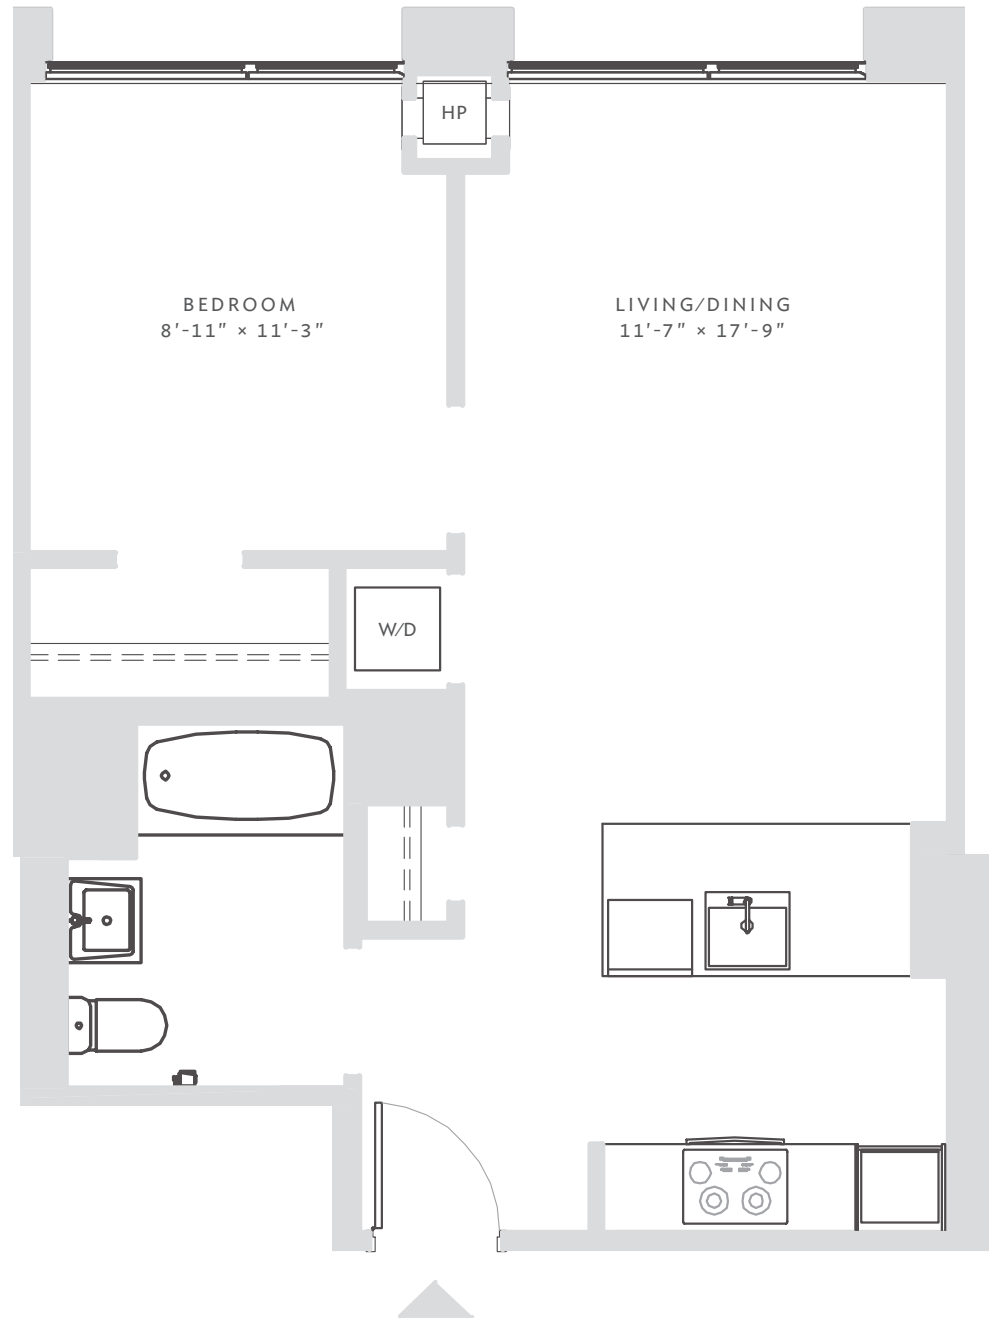 HP
BEDROOM
8'-11" × 11'-3"
LIVING/DINING
11'-7" × 17'-9"
W/D